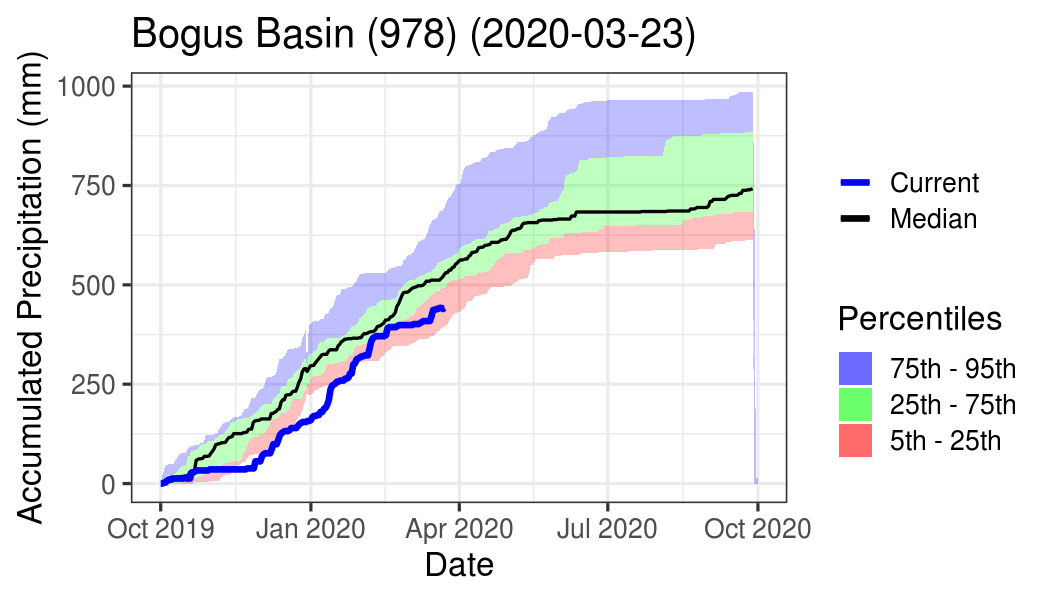 Bogus Basin (978) (2020-03-23)
Accumulated Precipitation (mm)
1000
750
500
250
0
Oct 2019
Jan 2020
Apr 2020
Jul 2020
Oct 2020
Date
Current
Median
Percentiles
75th - 95th
25th - 75th
5th - 25th